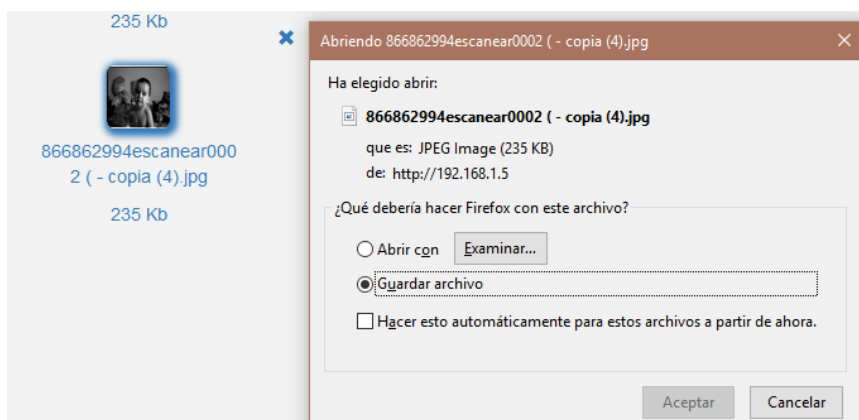 235 Kb
866862994escanear000
2 ( - copia (4).jpg
235 Kb
Abriendo 866862994escanear0002 ( - copia (4).jpg
Ha elegido abrir:
866862994escanear0002 ( - copia (4).jpg
que es: JPEG Image (235 KB)
de: http://192.168.1.5
¿Qué debería hacer Firefox con este archivo?
Abrir con Examinar...
Guardar archivo
Hacer esto automáticamente para estos archivos a partir de ahora.
Aceptar Cancelar